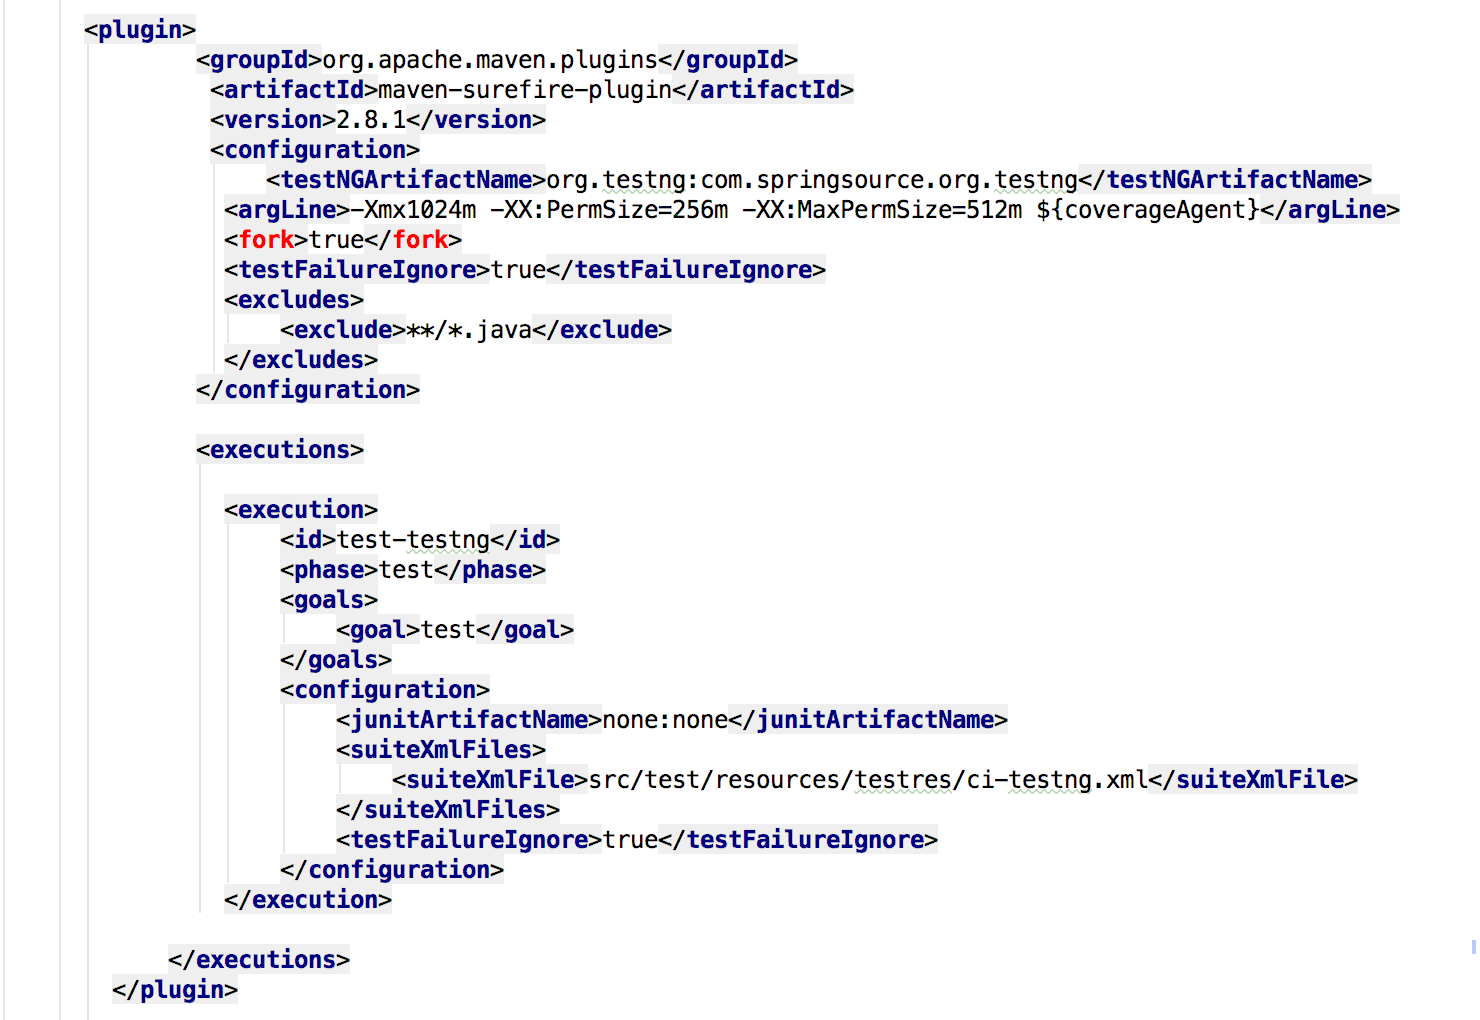 <plugin>
<groupId>org.apache.maven.plugins</groupId>
<artifactId>maven-surefire-plugin</artifactId>
<version>2.8.1</version>
<configuration>
<testNGArtifactName>org.testng:com.springsource.org.testng</testNGArtifactName>
<argLine>-Xmx1024m -XX:PermSize=256m -XX:MaxPermSize=512m ${coverageAgent}</argLine>
<fork>true</fork>
<testFailureIgnore>true</testFailureIgnore>
<excludes>
<exclude>**/*.java</exclude>
</excludes>
</configuration>
<executions>
<execution>
<id>test-testng</id>
<phase>test</phase>
<goals>
<goal>test</goal>
</goals>
<configuration>
<junitArtifactName>none:none</junitArtifactName>
<suiteXmlFiles>
<suiteXmlFile>src/test/resources/testres/ci-testng.xml</suiteXmlFile>
</suiteXmlFiles>
<testFailureIgnore>true</testFailureIgnore>
</configuration>
</execution>
</executions>
</plugin>